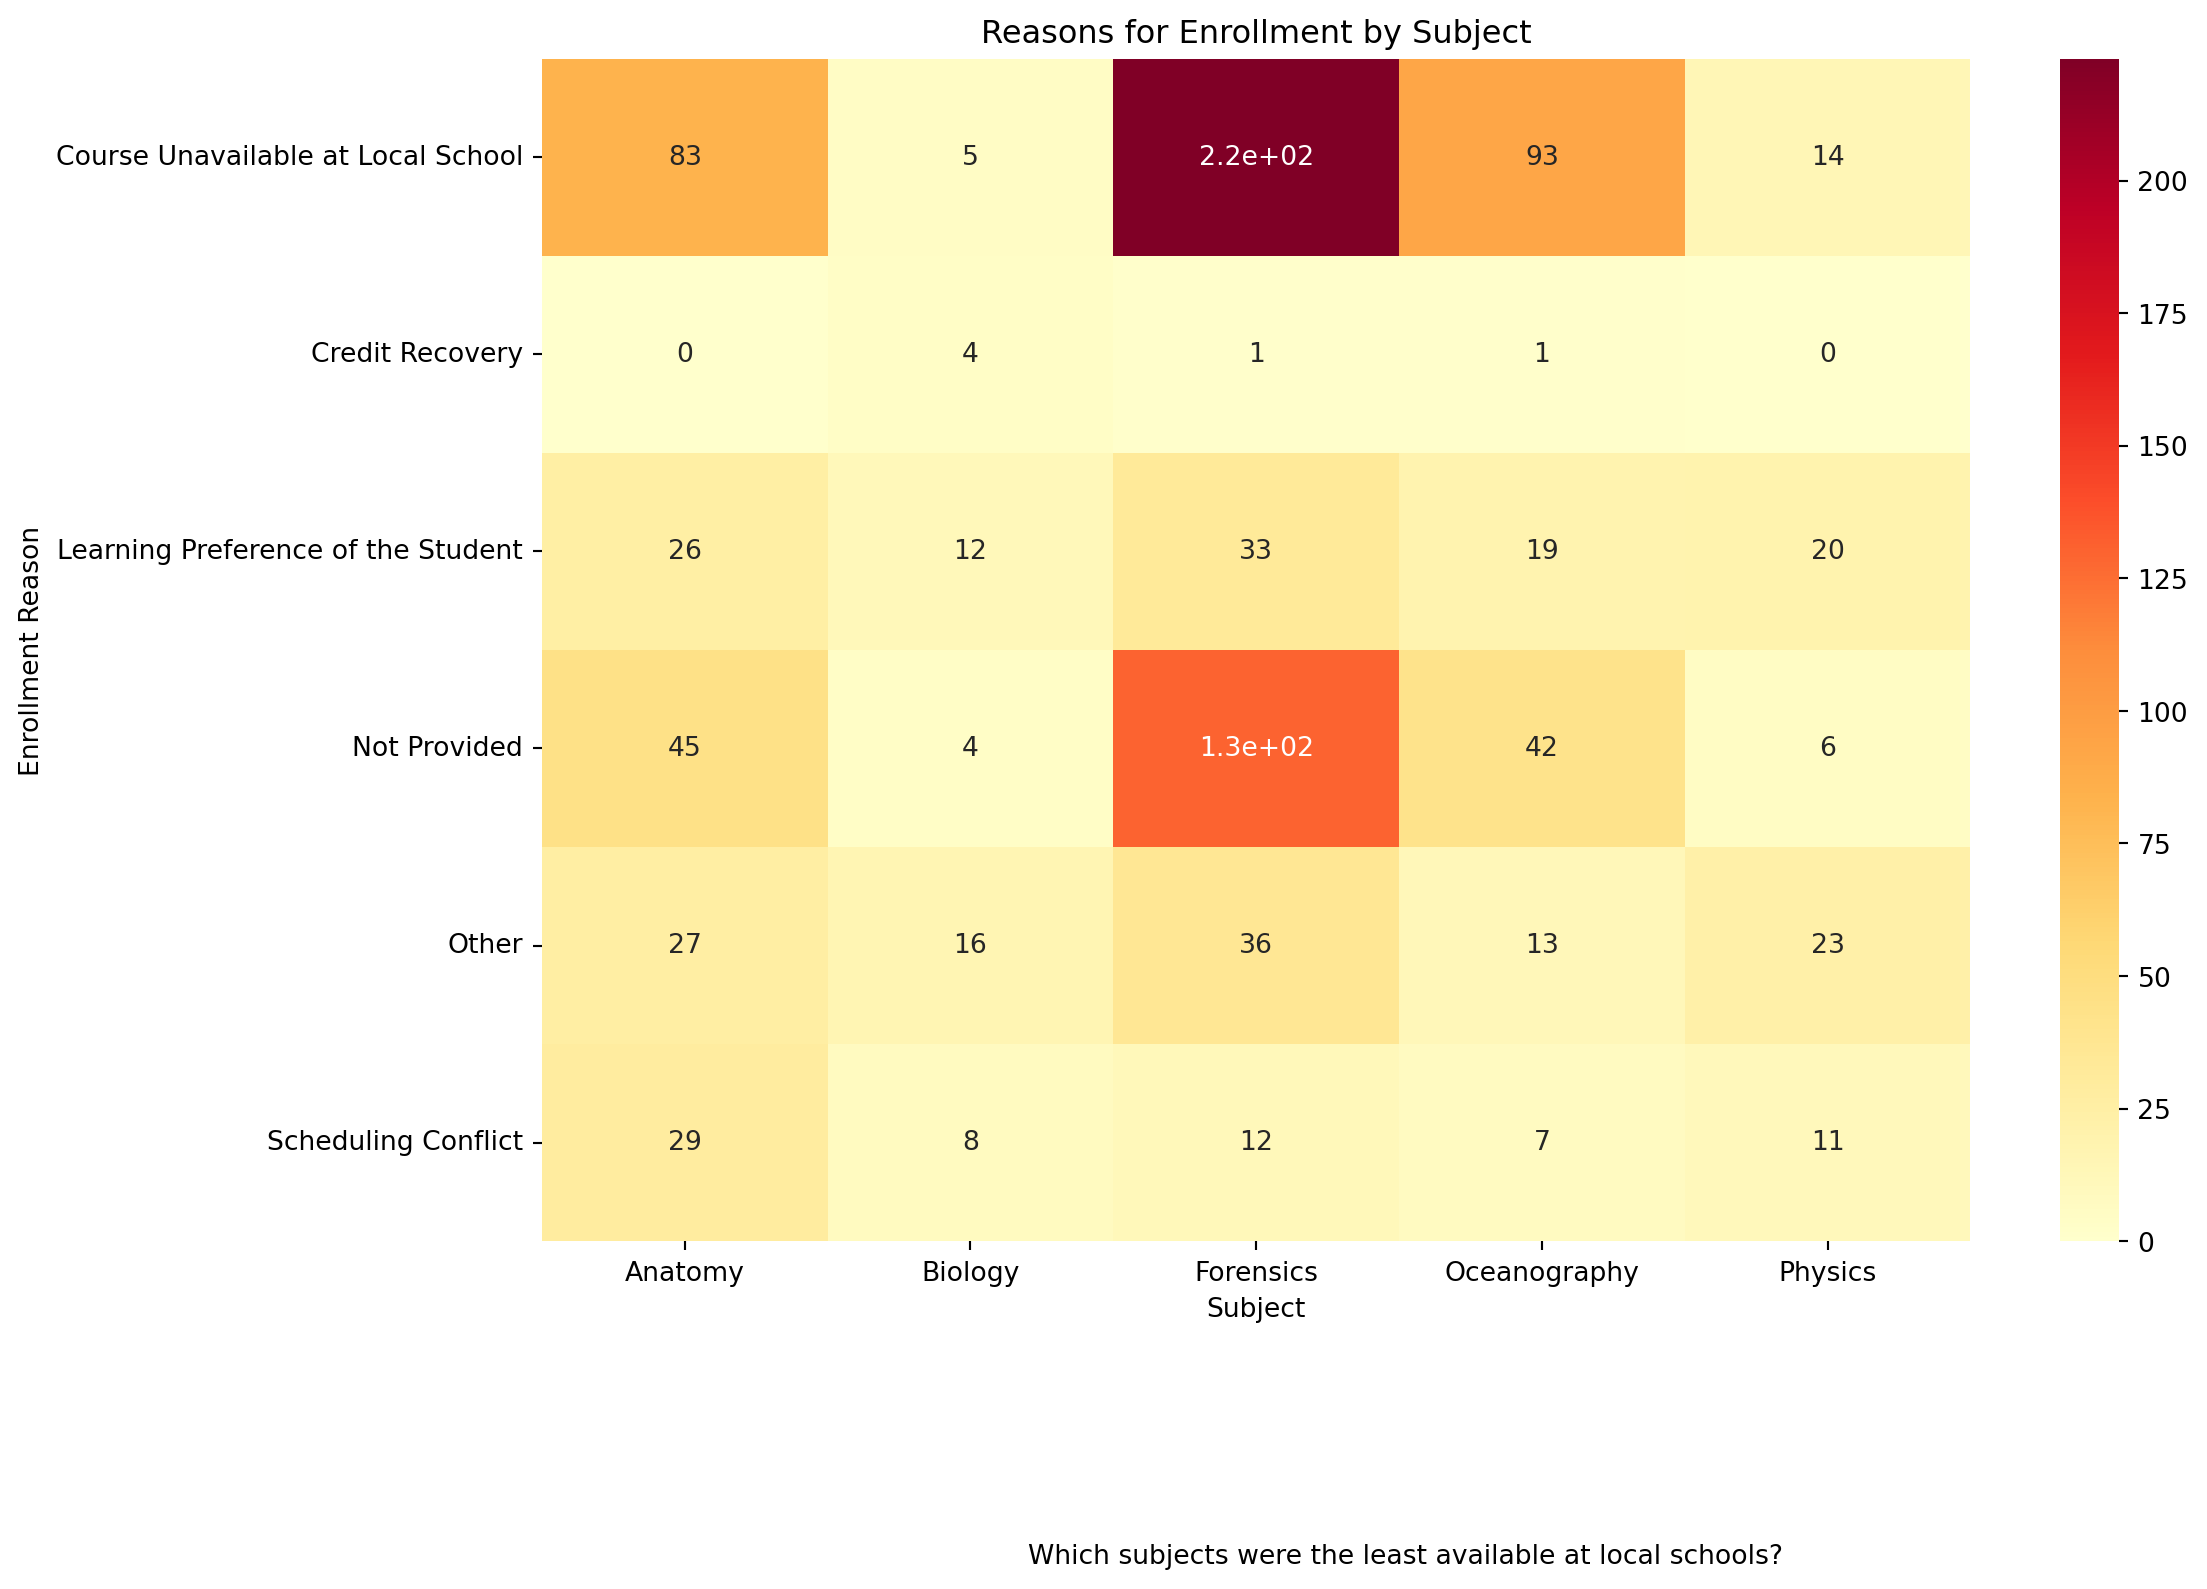 Reasons for Enrollment by Subject
Course Unavailable at Local School
83 5 2.2e+02 93 14
Credit Recovery
0 4 1 1 0
Learning Preference of the Student
26 12 33 19 20
Not Provided
45 4 1.3e+02 42 6
Other
27 16 36 13 23
Scheduling Conflict
29 8 12 7 11
Enrollment Reason
Anatomy Biology Forensics Oceanography Physics
Subject
200
175
150
125
100
75
50
25
0
Which subjects were the least available at local schools?